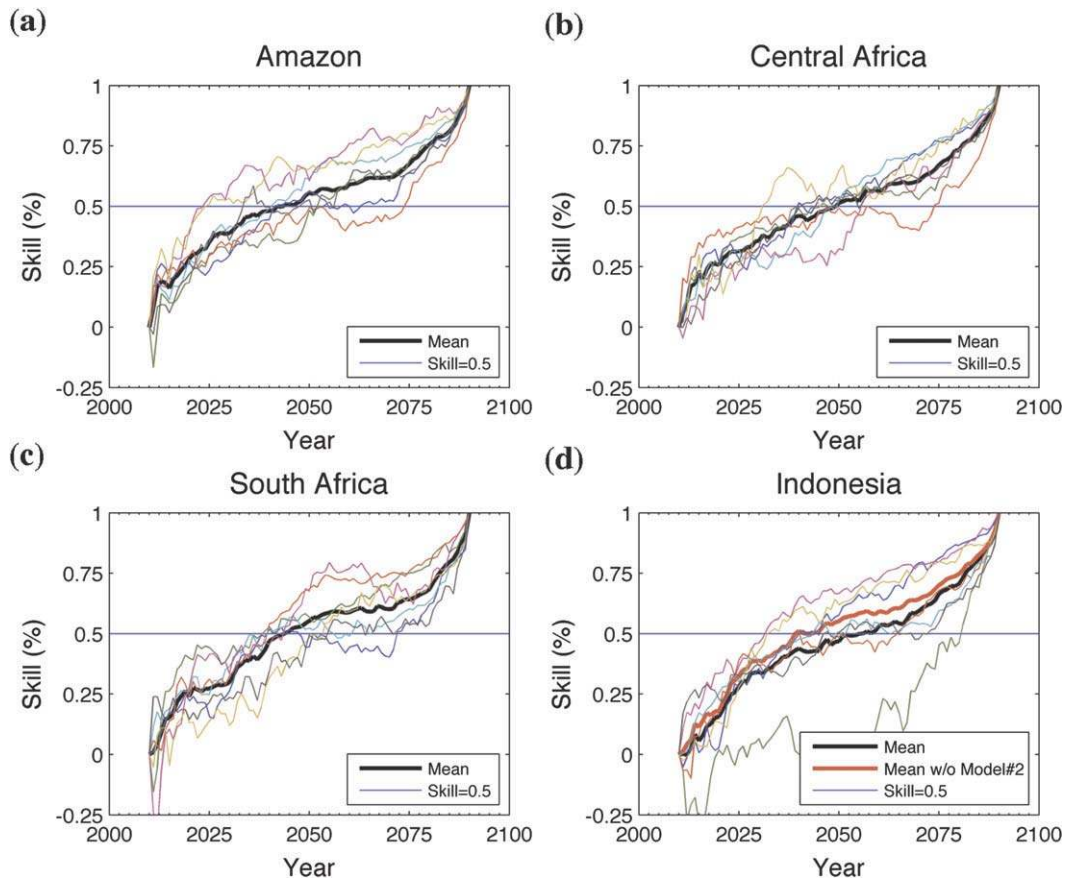 (a)
Amazon
1
0.75
0.5
0.25
0
-0.25
Skill (%)
2000 2025 2050 2075 2100
Year
Mean
Skill=0.5
(b)
Central Africa
1
0.75
0.5
0.25
0
-0.25
Skill (%)
2000 2025 2050 2075 2100
Year
Mean
Skill=0.5
(c)
South Africa
1
0.75
0.5
0.25
0
-0.25
Skill (%)
2000 2025 2050 2075 2100
Year
Mean
Skill=0.5
(d)
Indonesia
1
0.75
0.5
0.25
0
-0.25
Skill (%)
2000 2025 2050 2075 2100
Year
Mean
Mean w/o Model#2
Skill=0.5